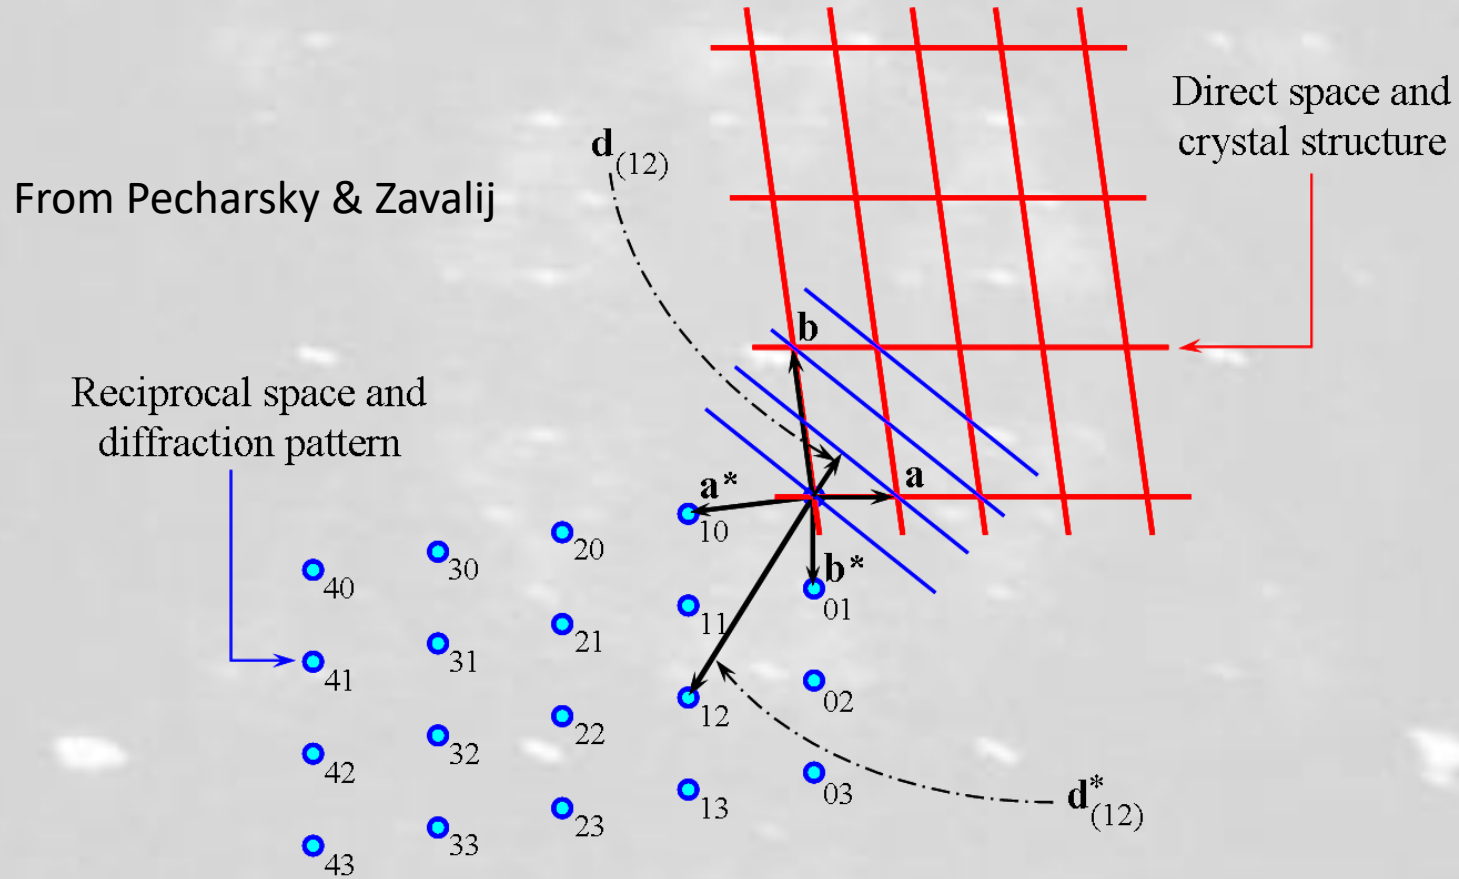 Direct space and
crystal structure
d(12)
From Pecharsky & Zavalij
b
Reciprocal space and
diffraction pattern
a*
a
10
20
30
40
b*
01
11
21
31
41
02
12
22
32
42
03
13
23
33
43
d*(12)